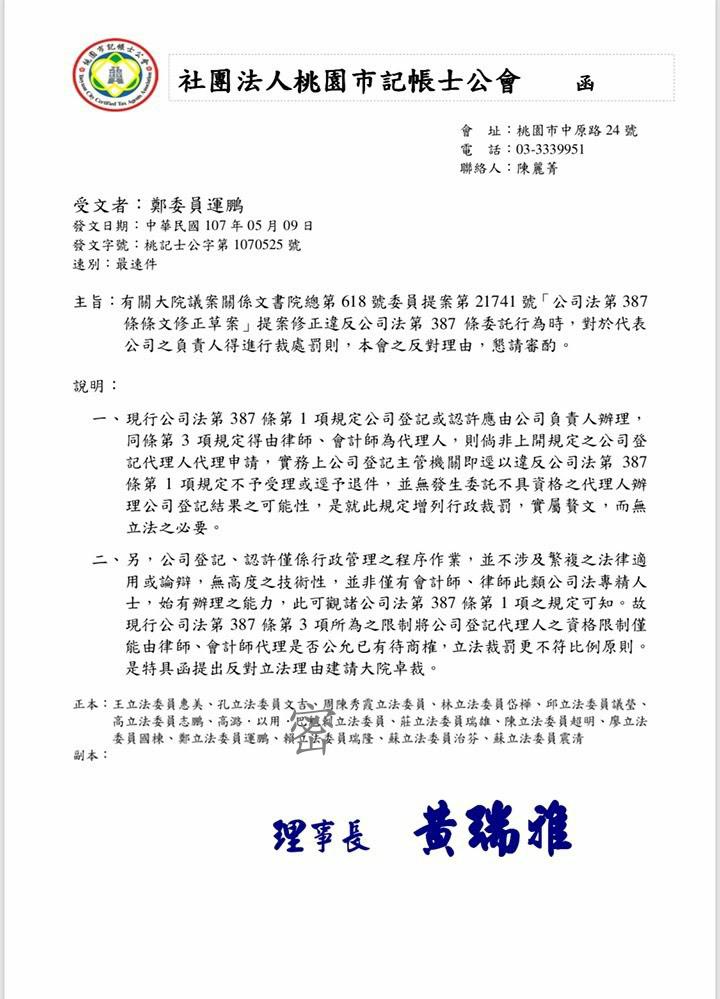 桃園市記帳士公會
Taoyuan City Certified Tax Agents Association
社團法人桃園市記帳士公會 函
會 址：桃園市中原路 24 號
電 話：03-3339951
聯絡人：陳麗菁
受文者：鄭委員運鵬
發文日期：中華民國 107 年 05 月 09 日
發文字號：桃記士公字第 1070525 號
速別：最速件
主旨：有關大院議案關係文書院總第 618 號委員提案第 21741 號「公司法第 387
條條文修正草案」提案修正違反公司法第 387 條委託行為時，對於代表
公司之負責人得進行裁處罰則，本會之反對理由，懇請審酌。
說明：
一、現行公司法第 387 條第 1 項規定公司登記或認許應由公司負責人辦理，
同條第 3 項規定得由律師、會計師為代理人，則倘非上開規定之公司登
記代理人代理申請，實務上公司登記主管機關即逕以違反公司法第 387
條第 1 項規定不予受理或逕予退件，並無發生委託不具資格之代理人辦
理公司登記結果之可能性，是就此規定增列行政裁罰，實屬贅文，而無
立法之必要。
二、另，公司登記、認許僅係行政管理之程序作業，並不涉及繁複之法律適
用或論辯，無高度之技術性，並非僅有會計師、律師此類公司法專精人
士，始有辦理之能力，此可觀諸公司法第 387 條第 1 項之規定可知。故
現行公司法第 387 條第 3 項所為之限制將公司登記代理人之資格限制僅
能由律師、會計師代理是否公允已有待商榷，立法裁罰更不符比例原則。
是特具函提出反對立法理由建請大院卓裁。
正本：王立法委員惠美、孔立法委員文吉、周陳秀霞立法委員、林立法委員岱樺、邱立法委員議瑩、
高立法委員志鵬、高潞．以用．巴魕剌立法委員、莊立法委員瑞雄、陳立法委員超明、廖立法
委員國棟、鄭立法委員運鵬、賴立法委員瑞隆、蘇立法委員治芬、蘇立法委員震清
密
副本：
理事長 黃瑞雅